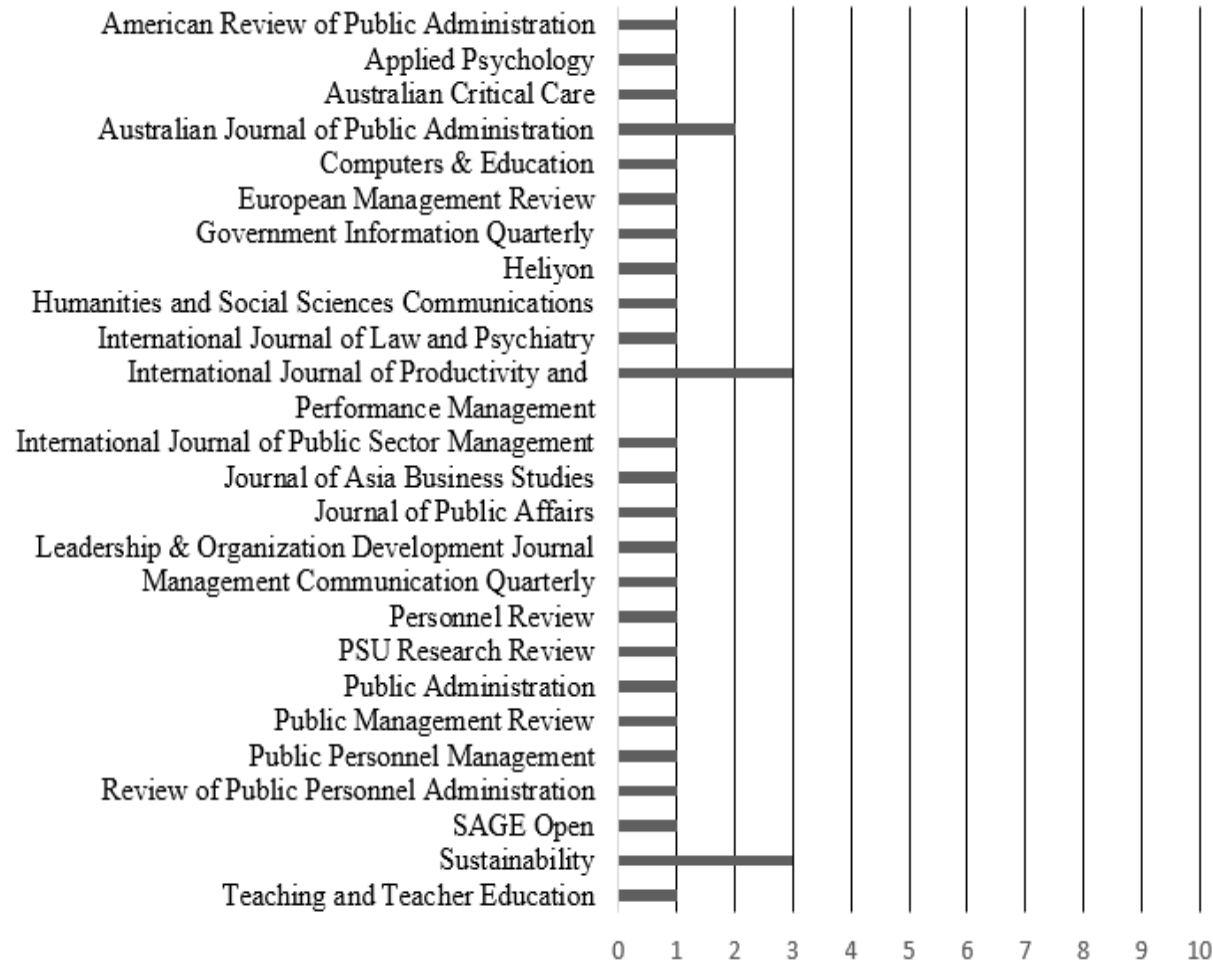 American Review of Public Administration
Applied Psychology
Australian Critical Care
Australian Journal of Public Administration
Computers & Education
European Management Review
Government Information Quarterly
Heliyon
Humanities and Social Sciences Communications
International Journal of Law and Psychiatry
International Journal of Productivity and
Performance Management
International Journal of Public Sector Management
Journal of Asia Business Studies
Journal of Public Affairs
Leadership & Organization Development Journal
Management Communication Quarterly
Personnel Review
PSU Research Review
Public Administration
Public Management Review
Public Personnel Management
Review of Public Personnel Administration
SAGE Open
Sustainability
Teaching and Teacher Education
0 1 2 3 4 5 6 7 8 9 10